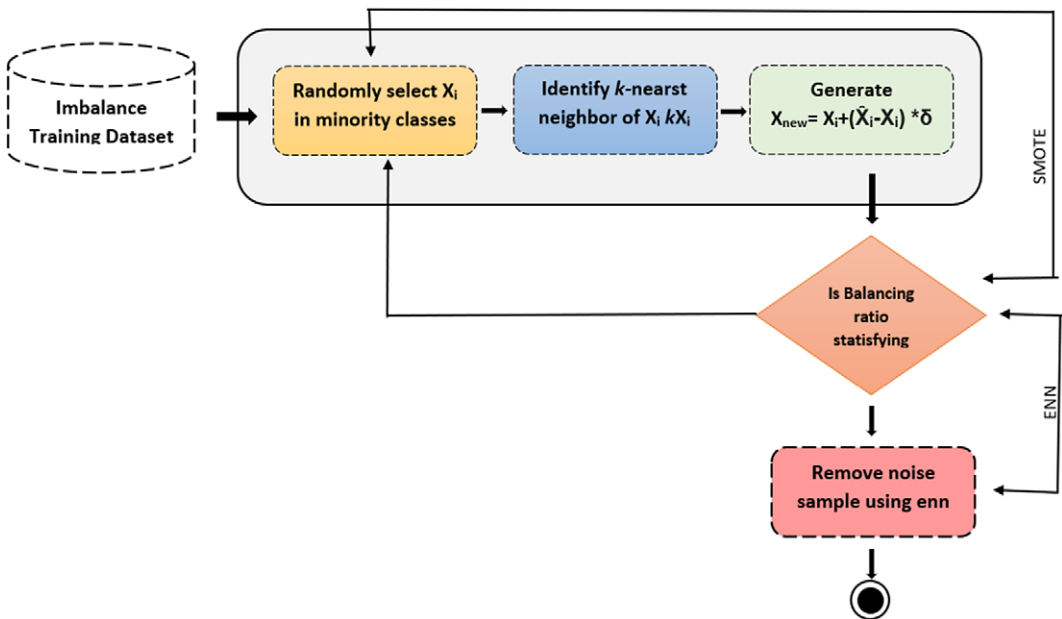 Imbalance
Training Dataset
Randomly select Xi
in minority classes
Identify k-nearst
neighbor of Xi kXi
Generate
Xnew= Xi+(X̂i-Xi) *δ
SMOTE
Is Balancing
ratio
statisfying
ENN
Remove noise
sample using enn